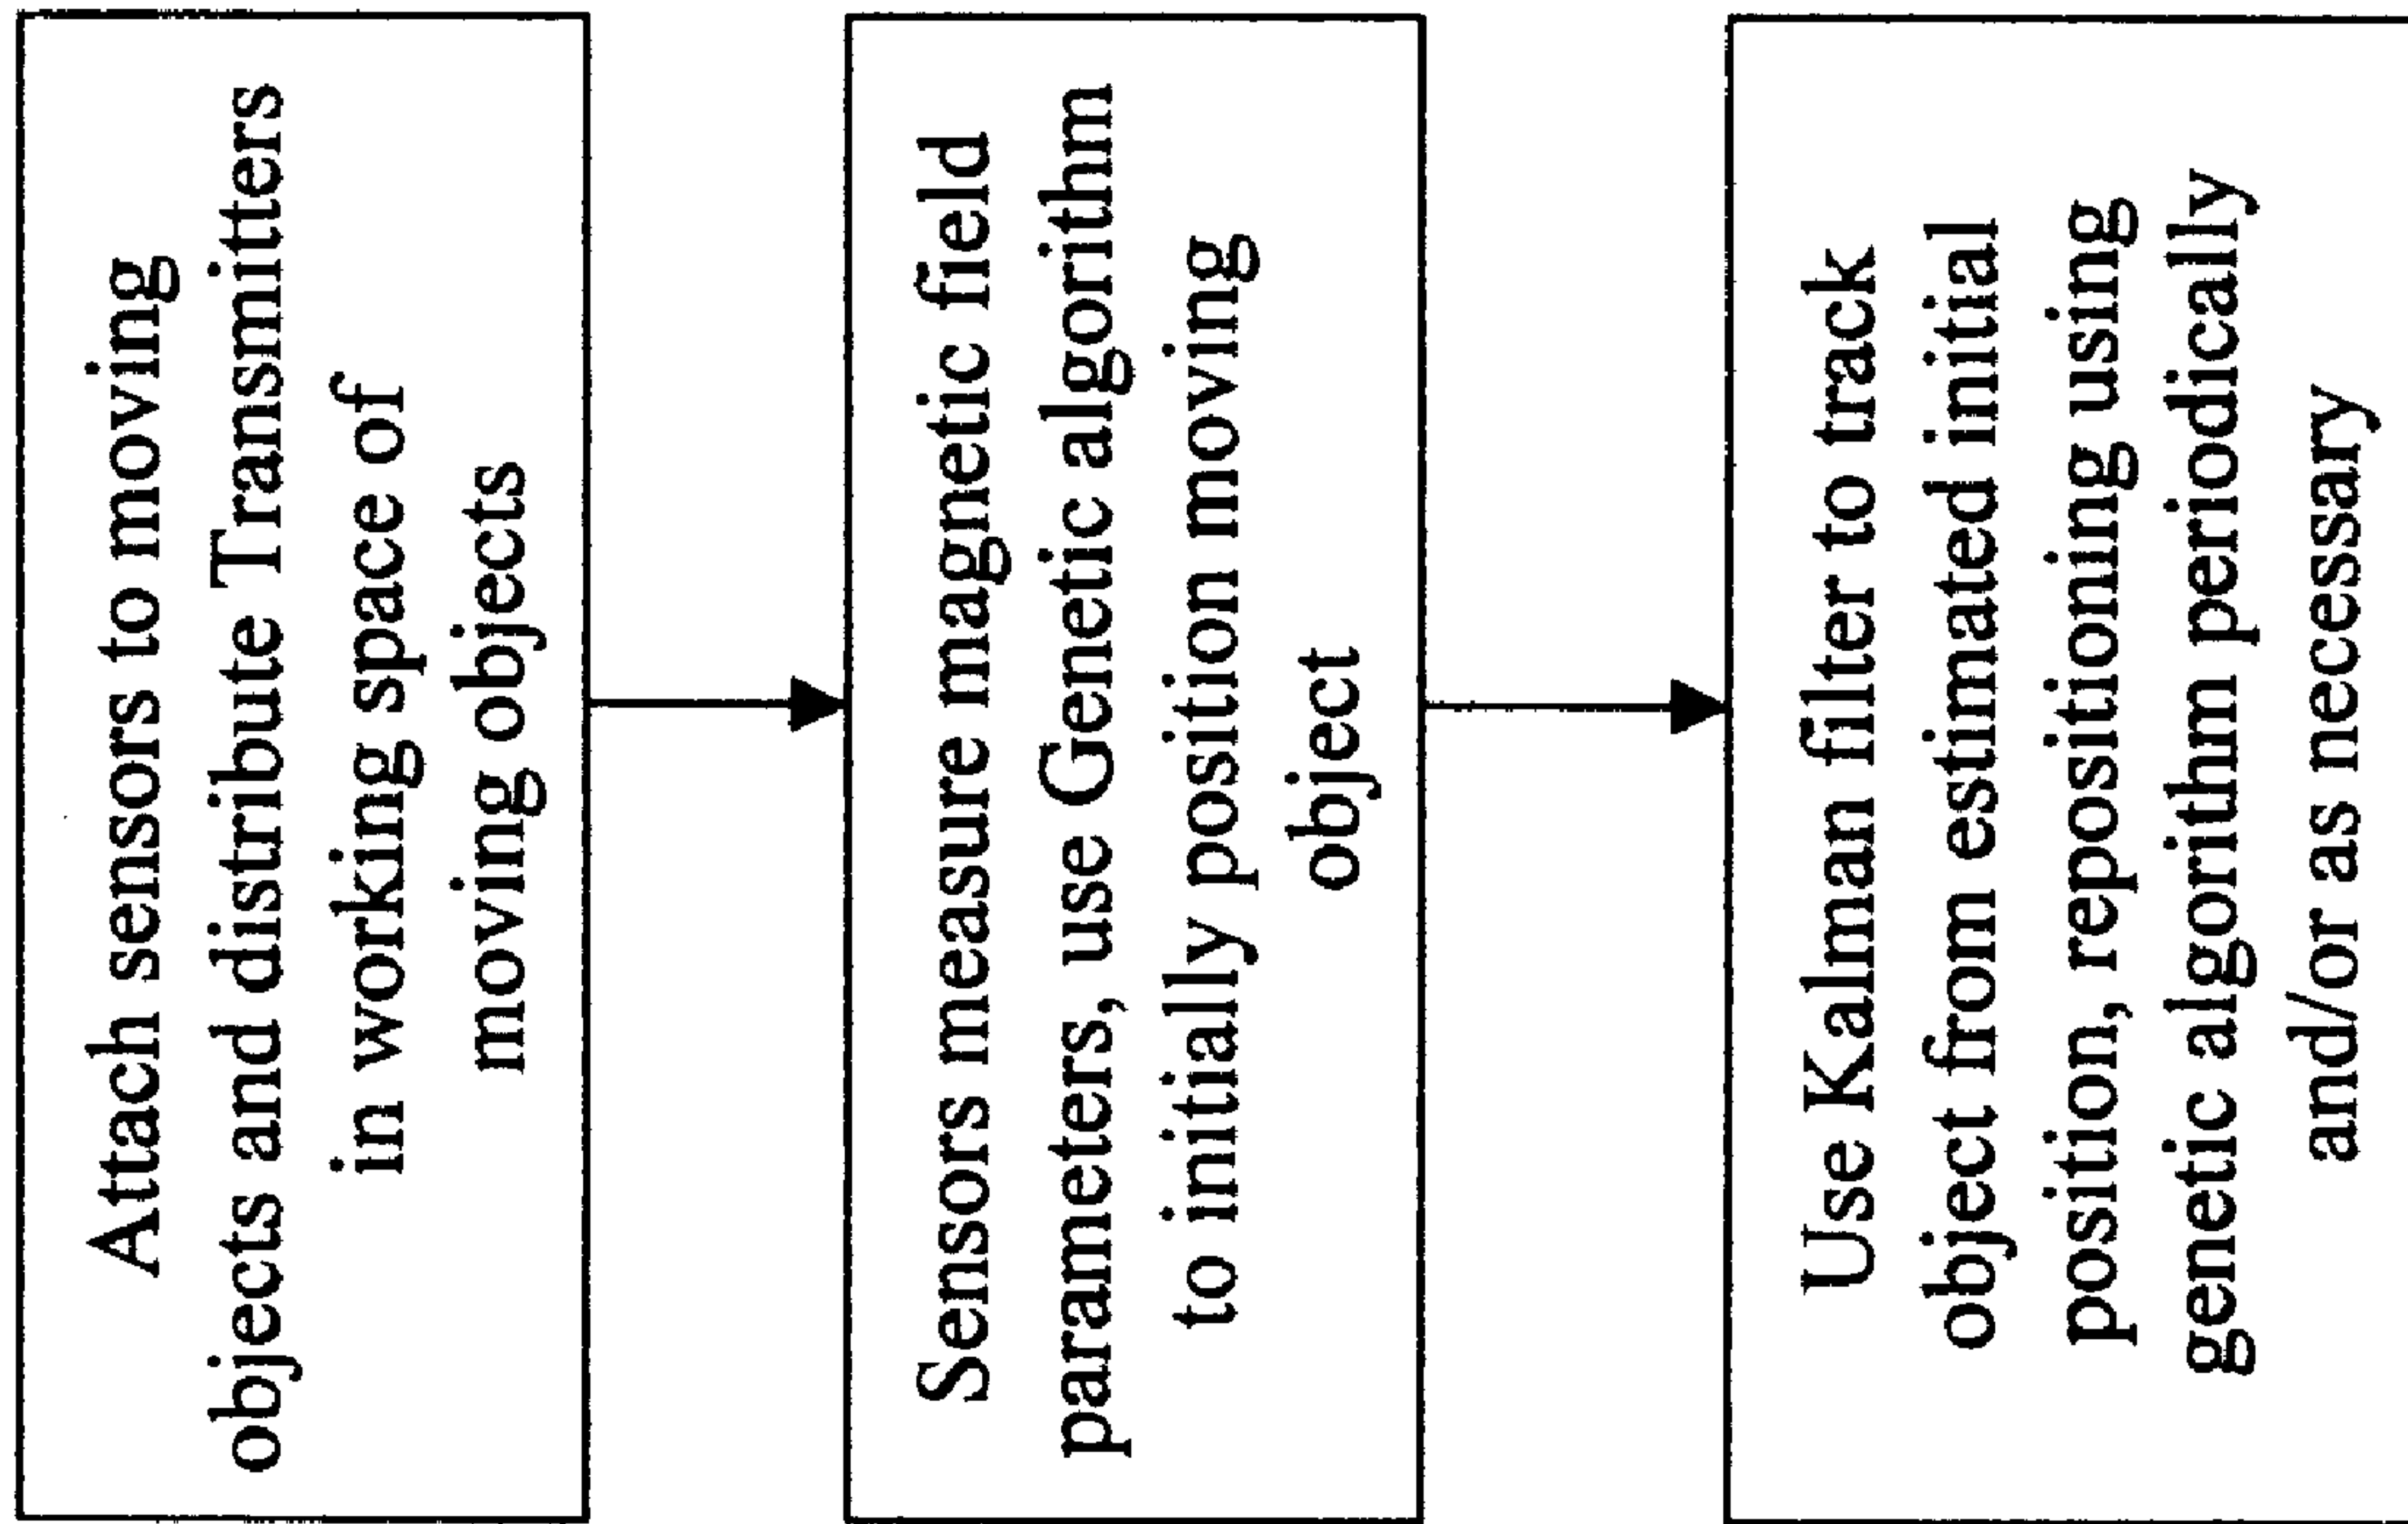 Attach sensors to moving
objects and distribute Transmitters
in working space of
moving objects
Sensors measure magnetic field
parameters, use Genetic algorithm
to initially position moving
object
Use Kalman filter to track
object from estimated initial
position, repositioning using
genetic algorithm periodically
and/or as necessary